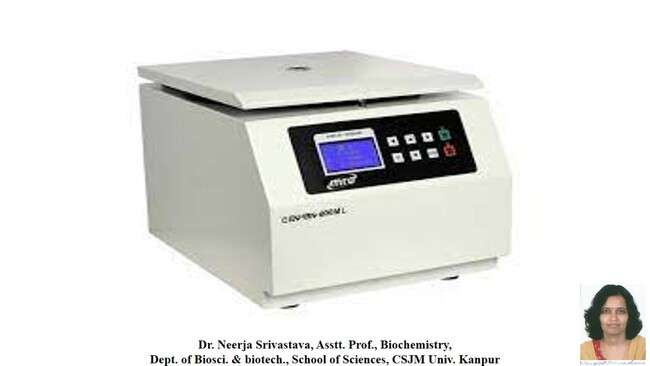 Dr. Neerja Srivastava, Asstt. Prof., Biochemistry,
Dept. of Biosci. & biotech., School of Sciences, CSJM Univ. Kanpur